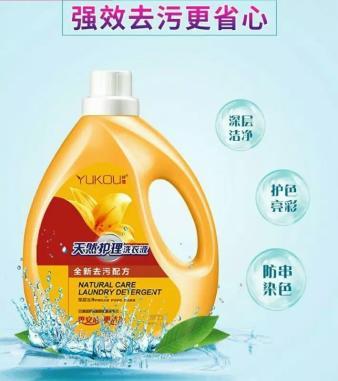 强效去污更省心
深层
洁净
护色
亮彩
防串
染色
YUKOU
天然护理洗衣液
全新去污配方
NATURAL CARE
LAUNDRY DETERGENT